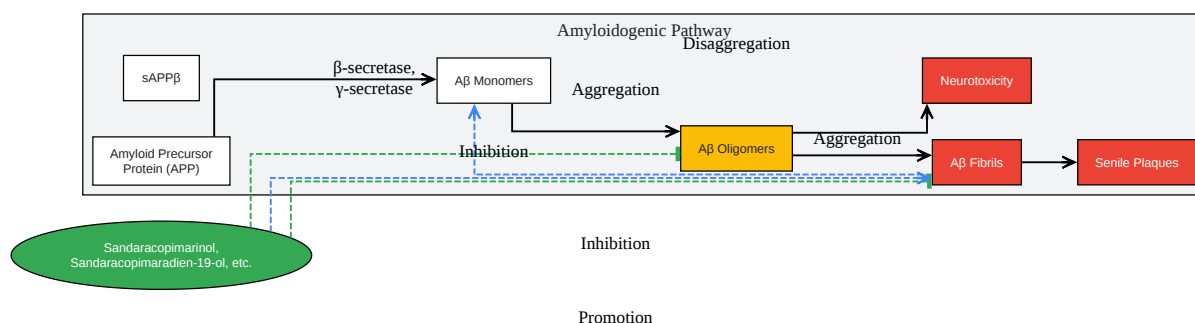 Amyloidogenic Pathway
Disaggregation
sAPPβ
β-secretase,
γ-secretase
Aβ Monomers
Aggregation
Neurotoxicity
Amyloid Precursor
Protein (APP)
Inhibition
Aβ Oligomers
Aggregation
Aβ Fibrils
Senile Plaques
Sandaracopimarinol,
Sandaracopimaradien-19-ol, etc.
Inhibition
Promotion